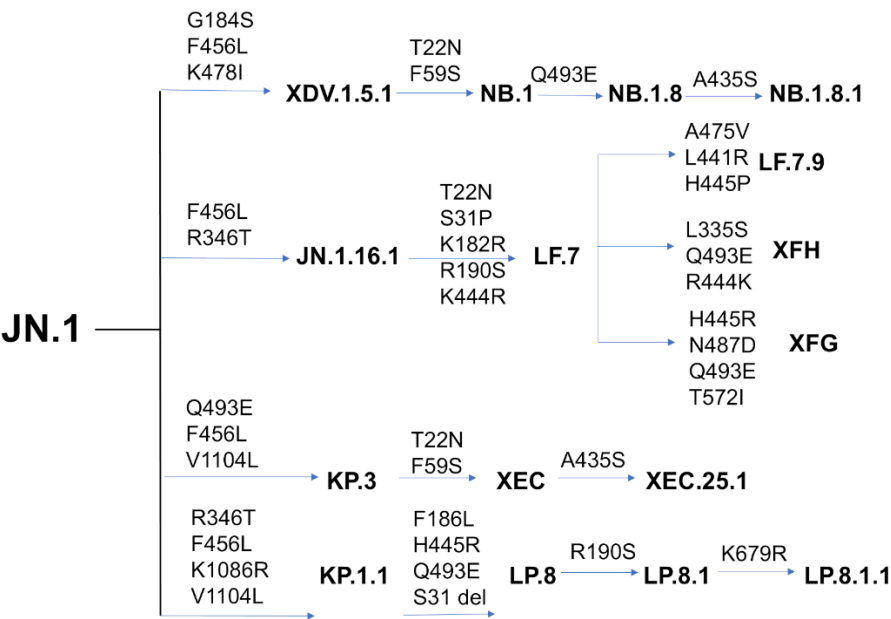 G184S
F456L
K478I
XDV.1.5.1
T22N
F59S
NB.1
Q493E
NB.1.8
A435S
NB.1.8.1
F456L
R346T
JN.1.16.1
T22N
S31P
K182R
R190S
K444R
LF.7
A475V
L441R
H445P
LF.7.9
L335S
Q493E
R444K
XFH
H445R
N487D
Q493E
T572I
XFG
JN.1
Q493E
F456L
V1104L
KP.3
T22N
F59S
XEC
A435S
XEC.25.1
R346T
F456L
K1086R
V1104L
KP.1.1
F186L
H445R
Q493E
S31 del
LP.8
R190S
LP.8.1
K679R
LP.8.1.1